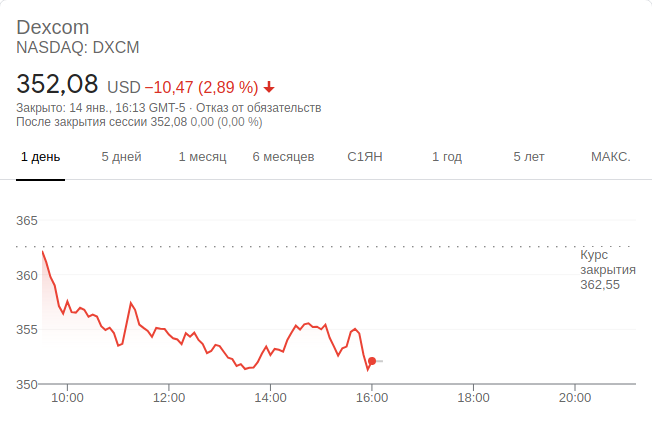 Dexcom
NASDAQ: DXCM
352,08 USD −10,47 (2,89 %)
Закрыто: 14 янв., 16:13 GMT-5 · Отказ от обязательств
После закрытия сессии 352,08 0,00 (0,00 %)
1 день 5 дней 1 месяц 6 месяцев С1ЯН 1 год 5 лет МАКС.
365
Курс
закрытия
362,55
360
355
350
10:00 12:00 14:00 16:00 18:00 20:00